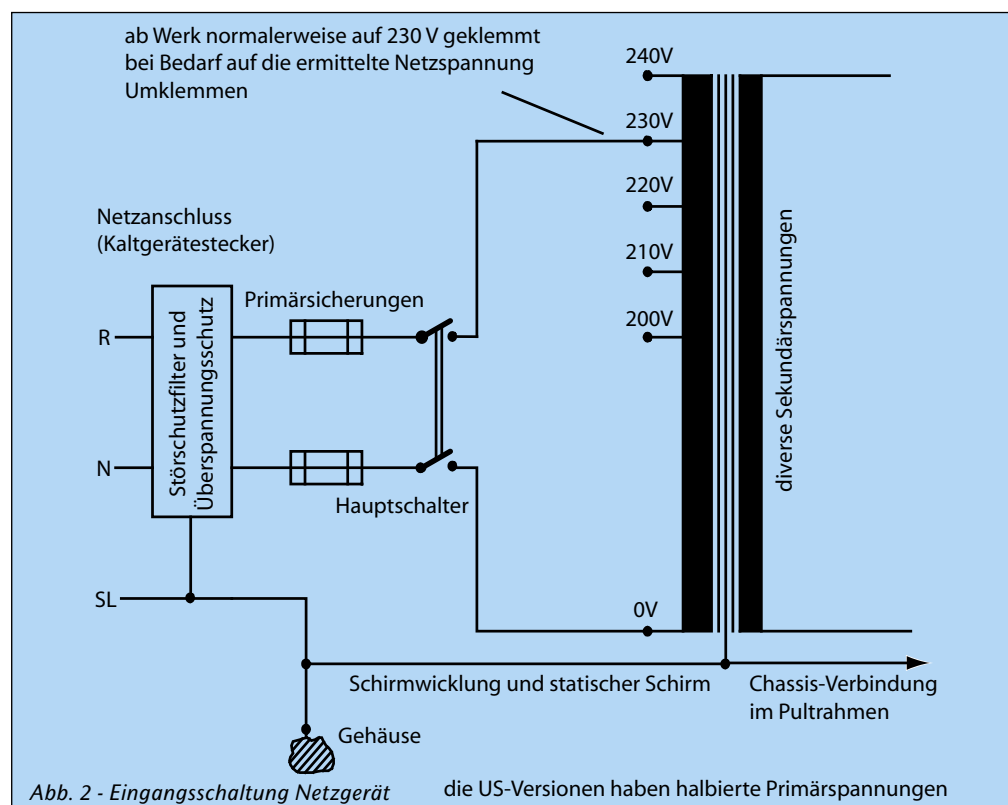 ab Werk normalerweise auf 230 V geklemmt
bei Bedarf auf die ermittelte Netzspannung
Umklemmen
240V
230V
220V
210V
200V
0V
Netzanschluss
(Kaltgerätestecker)
Primärsicherungen
R
N
SL
Störschutzfilter und
Überspannungsschutz
Hauptschalter
diverse Sekundärspannungen
Schirmwicklung und statischer Schirm
Chassis-Verbindung
im Pultrahmen
Gehäuse
Abb. 2 - Eingangsschaltung Netzgerät
die US-Versionen haben halbierte Primärspannungen